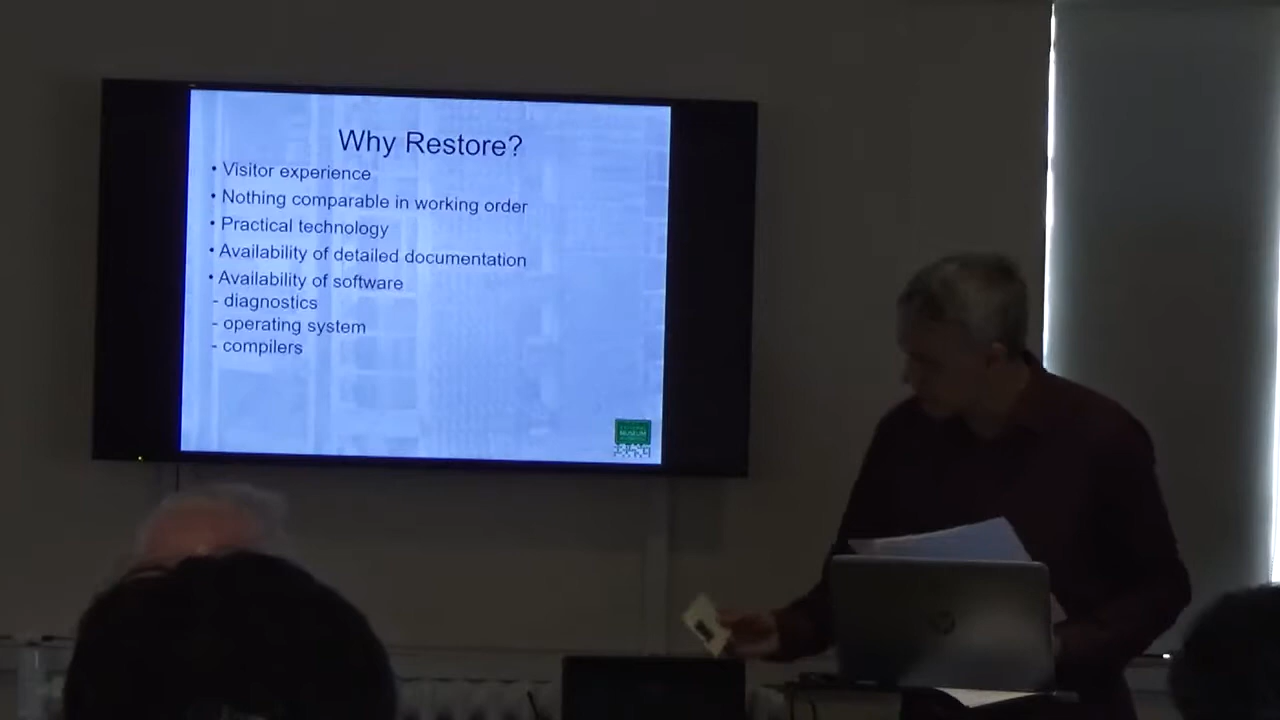 Why Restore?
• Visitor experience
• Nothing comparable in working order
• Practical technology
• Availability of detailed documentation
• Availability of software
- diagnostics
- operating system
- compilers
MUSEUM